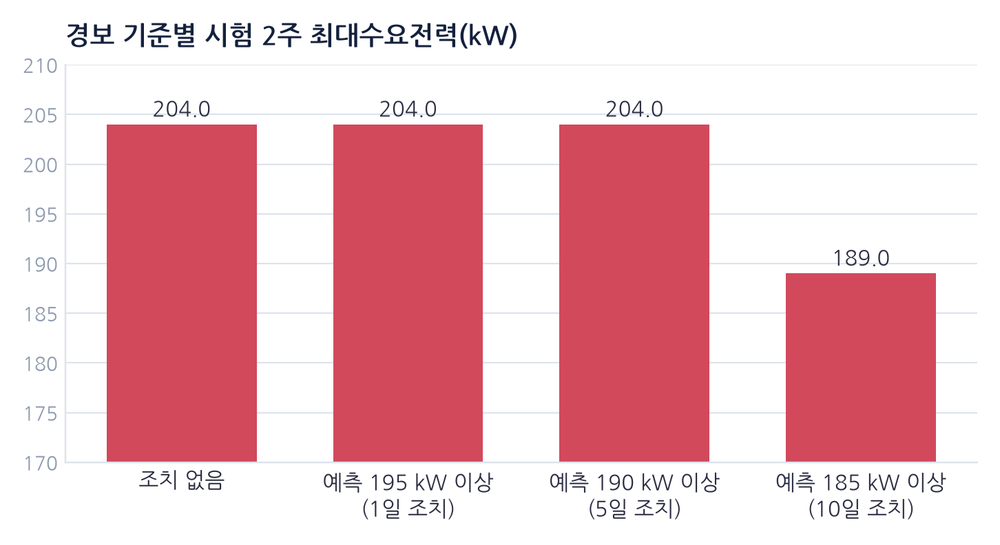 경보 기준별 시험 2주 최대수요전력(kW)
210
205
200
195
190
185
180
175
170
204.0
204.0
204.0
189.0
조치 없음
예측 195 kW 이상
(1일 조치)
예측 190 kW 이상
(5일 조치)
예측 185 kW 이상
(10일 조치)